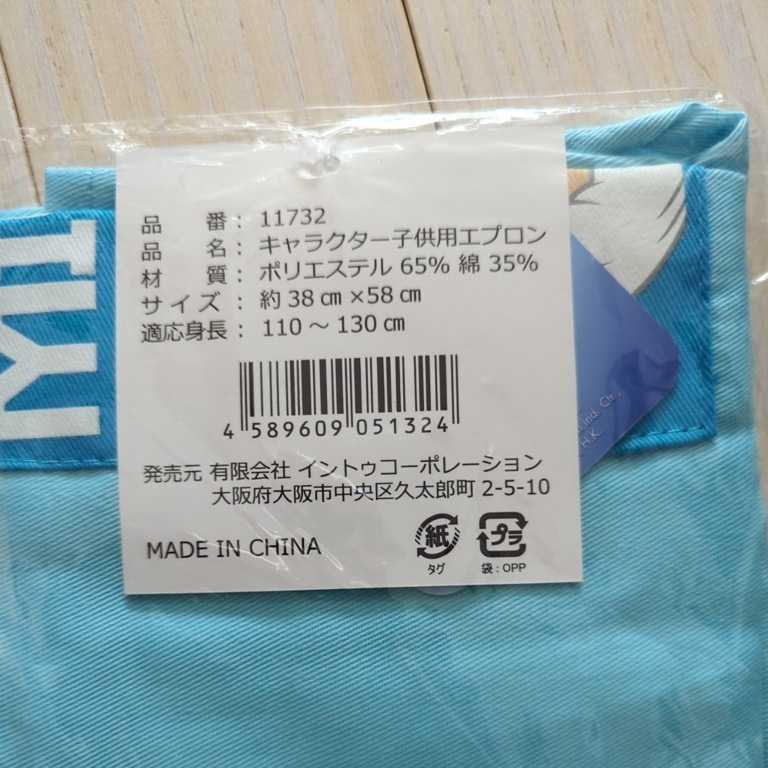 品 番： 11732
品 名： キャラクター子供用エプロン
材 質： ポリエステル 65% 綿 35%
サイズ： 約 38 ㎝ ×58 ㎝
適応身長： 110 ～ 130 ㎝
4 589609 051324
発売元 有限会社 イントゥコーポレーション
大阪府大阪市中央区久太郎町 2-5-10
MADE IN CHINA
紙
タグ
プラ
袋：OPP
ind. Ch.,
H.K.